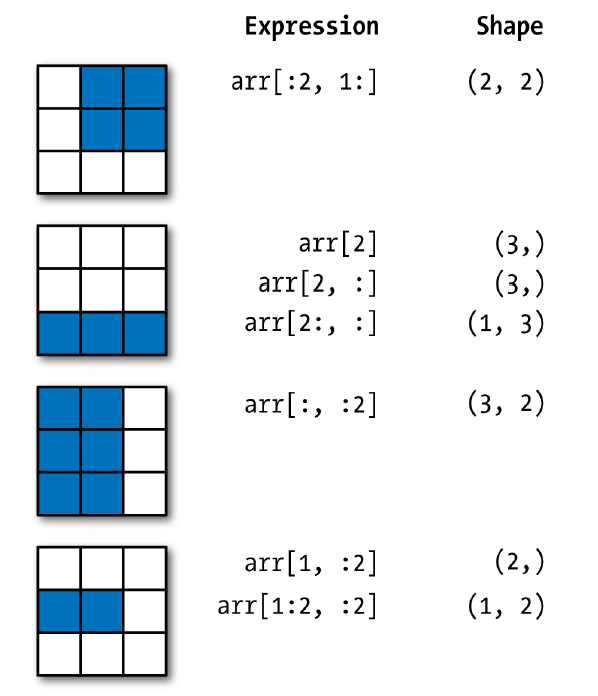 Expression Shape
arr[:2, 1:] (2, 2)
arr[2] (3,)
arr[2, :] (3,)
arr[2:, :] (1, 3)
arr[:, :2] (3, 2)
arr[1, :2] (2,)
arr[1:2, :2] (1, 2)